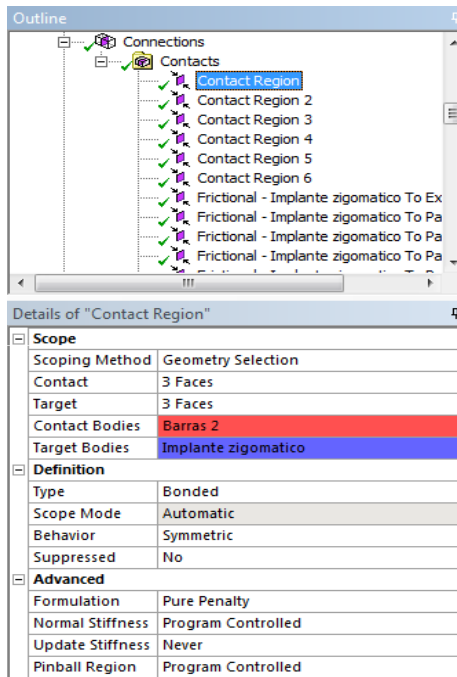 Outline
Connections
Contacts
Contact Region
Contact Region 2
Contact Region 3
Contact Region 4
Contact Region 5
Contact Region 6
Frictional - Implante zigomatico To Ex
Frictional - Implante zigomatico To Pa
Frictional - Implante zigomatico To Pa
Frictional - Implante zigomatico To Pa
Details of "Contact Region"
Scope
Scoping Method Geometry Selection
Contact 3 Faces
Target 3 Faces
Contact Bodies Barras 2
Target Bodies Implante zigomatico
Definition
Type Bonded
Scope Mode Automatic
Behavior Symmetric
Suppressed No
Advanced
Formulation Pure Penalty
Normal Stiffness Program Controlled
Update Stiffness Never
Pinball Region Program Controlled